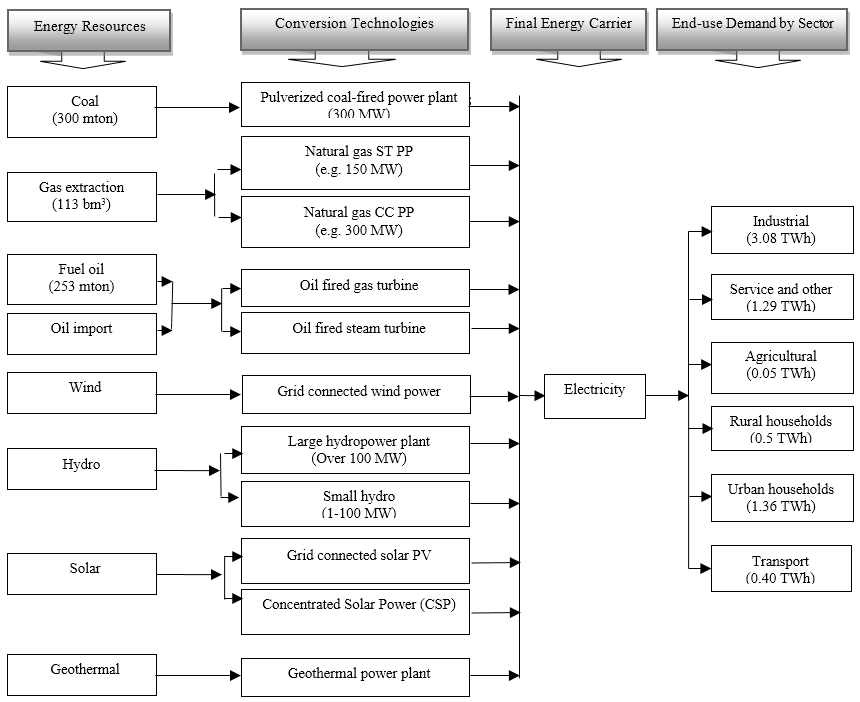 Energy Resources
Conversion Technologies
Final Energy Carrier
End-use Demand by Sector
Coal
(300 mton)
Gas extraction
(113 bm³)
Fuel oil
(253 mton)
Oil import
Wind
Hydro
Solar
Geothermal
Pulverized coal-fired power plant
(300 MW)
Natural gas ST PP
(e.g. 150 MW)
Natural gas CC PP
(e.g. 300 MW)
Oil fired gas turbine
Oil fired steam turbine
Grid connected wind power
Large hydropower plant
(Over 100 MW)
Small hydro
(1-100 MW)
Grid connected solar PV
Concentrated Solar Power (CSP)
Geothermal power plant
Electricity
Industrial
(3.08 TWh)
Service and other
(1.29 TWh)
Agricultural
(0.05 TWh)
Rural households
(0.5 TWh)
Urban households
(1.36 TWh)
Transport
(0.40 TWh)